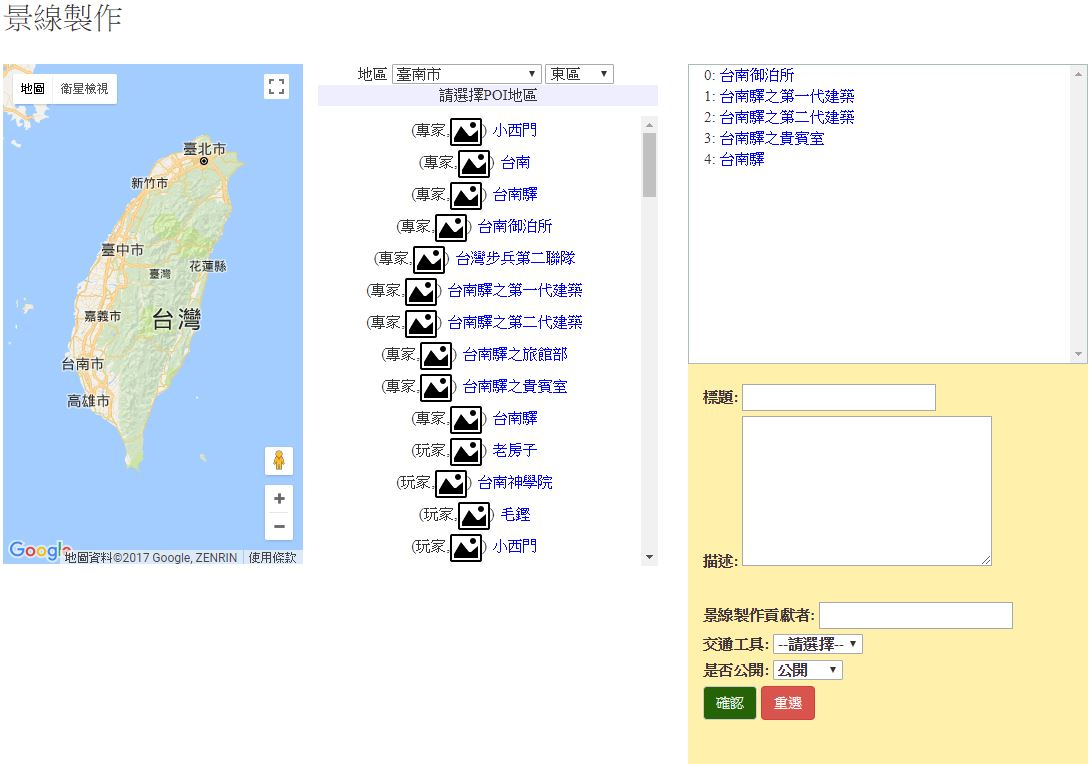 景線製作
地圖 衛星檢視
臺北市
新竹市
臺中市
臺灣
花蓮縣
嘉義市
台灣
台南市
高雄市
+
−
Google
地圖資料©2017 Google, ZENRIN 使用條款
地區 臺南市 東區
請選擇POI地區
(專家, ) 小西門
(專家, ) 台南
(專家, ) 台南驛
(專家, ) 台南御泊所
(專家, ) 台灣步兵第二聯隊
(專家, ) 台南驛之第一代建築
(專家, ) 台南驛之第二代建築
(專家, ) 台南驛之旅館部
(專家, ) 台南驛之貴賓室
(專家, ) 台南驛
(玩家, ) 老房子
(玩家, ) 台南神學院
(玩家, ) 毛鏗
(玩家, ) 小西門
0: 台南御泊所
1: 台南驛之第一代建築
2: 台南驛之第二代建築
3: 台南驛之貴賓室
4: 台南驛
標題:
描述:
景線製作貢獻者:
交通工具: --請選擇--
是否公開: 公開
確認 重選